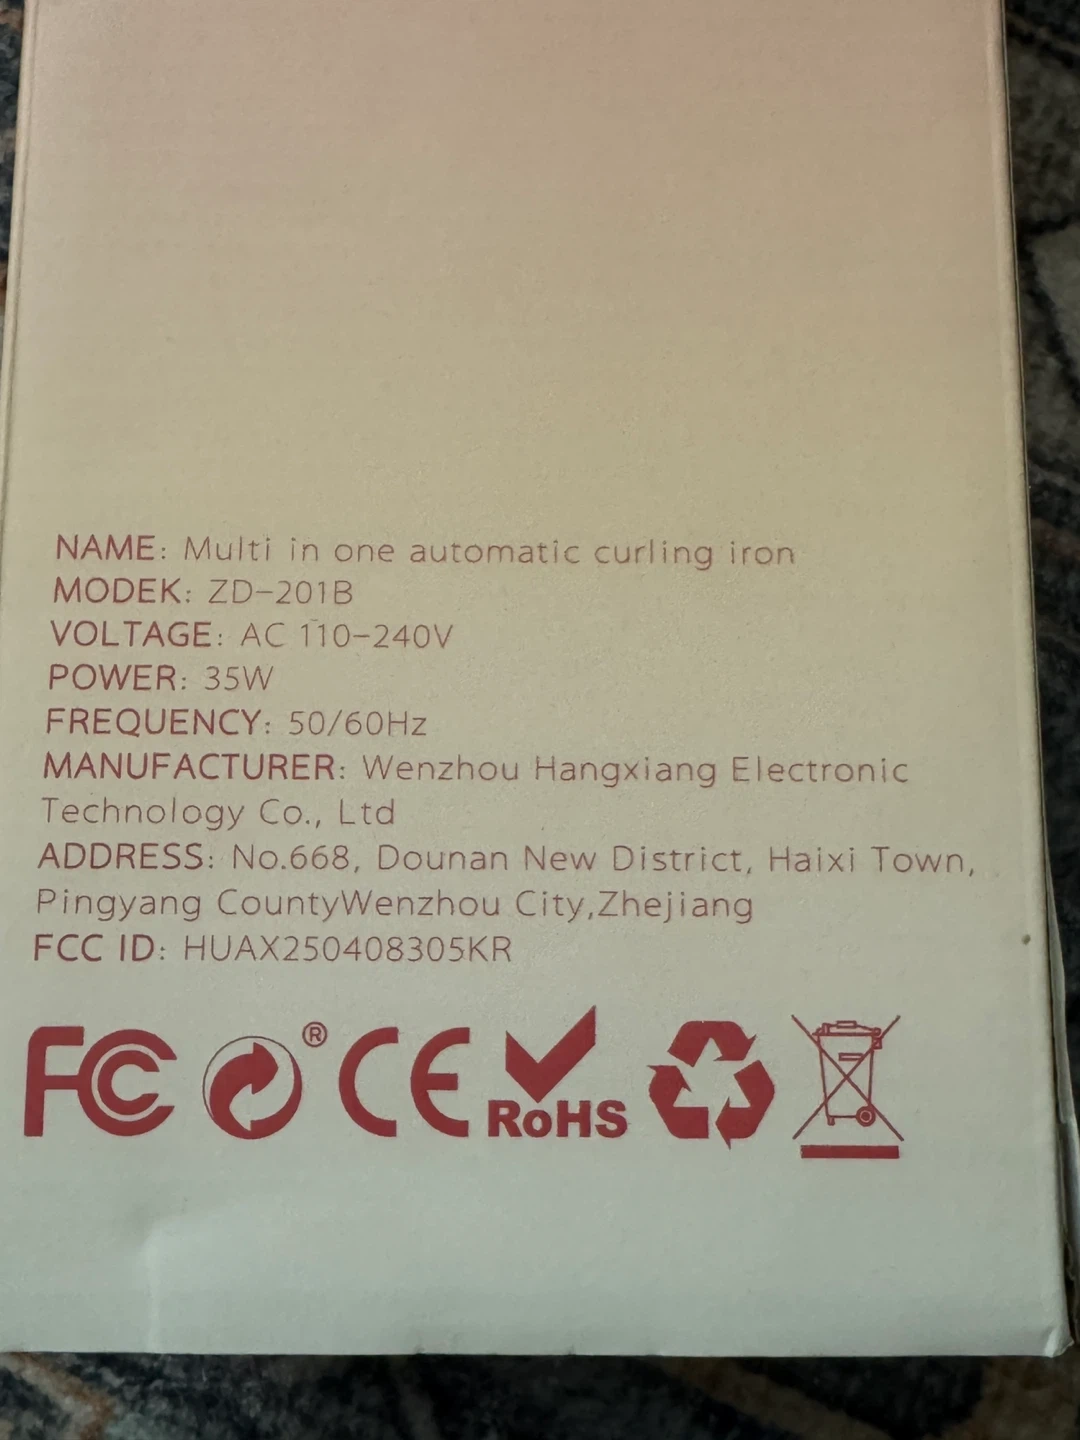 NAME: Multi in one automatic curling iron
MODEK: ZD-201B
VOLTAGE: AC 110-240V
POWER: 35W
FREQUENCY: 50/60Hz
MANUFACTURER: Wenzhou Hangxiang Electronic
Technology Co., Ltd
ADDRESS: No.668, Dounan New District, Haixi Town,
Pingyang CountyWenzhou City,Zhejiang
FCC ID: HUAX250408305KR
FC ® CE RoHS